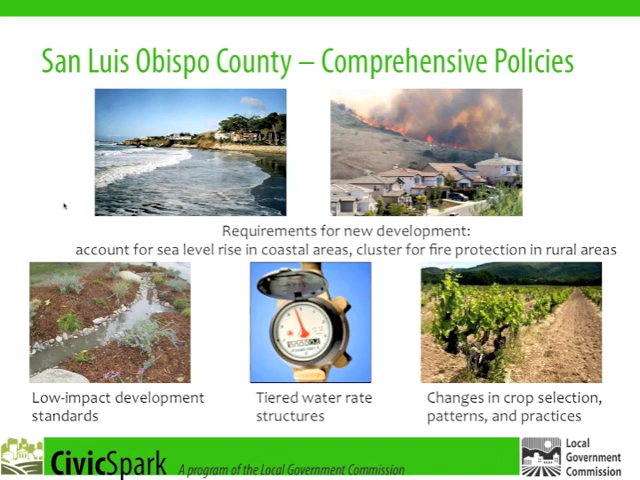 San Luis Obispo County – Comprehensive Policies
Requirements for new development:
account for sea level rise in coastal areas, cluster for fire protection in rural areas
Low-impact development
standards
Tiered water rate
structures
Changes in crop selection,
patterns, and practices
CivicSpark A program of the Local Government Commission
Local
Government
Commission